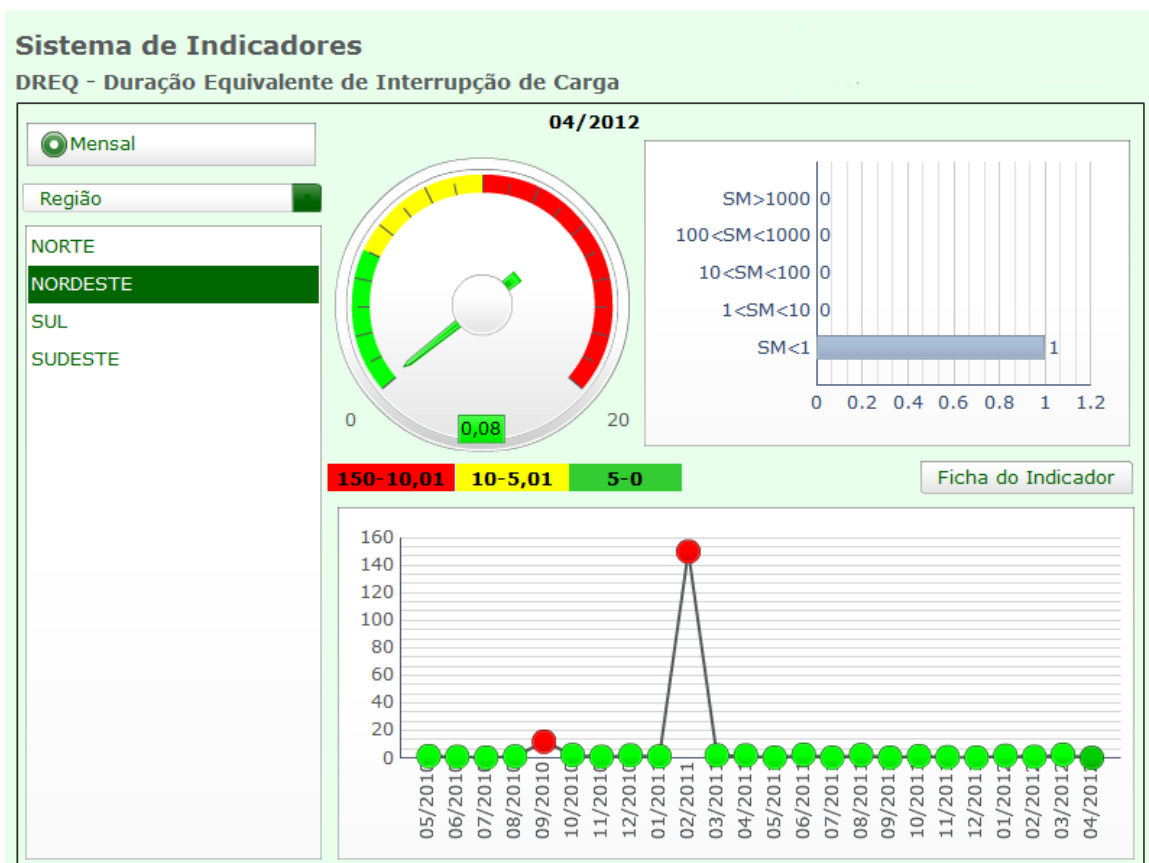 Sistema de Indicadores
DREQ - Duração Equivalente de Interrupção de Carga
Mensal
Região
NORTE
NORDESTE
SUL
SUDESTE
04/2012
0
20
0,08
150-10,01 10-5,01 5-0
SM>1000 0
100<SM<1000 0
10<SM<100 0
1<SM<10 0
SM<1 1
0 0.2 0.4 0.6 0.8 1 1.2
Ficha do Indicador
160
140
120
100
80
60
40
20
0
05/2010
06/2010
07/2010
08/2010
09/2010
10/2010
11/2010
12/2010
01/2011
02/2011
03/2011
04/2011
05/2011
06/2011
07/2011
08/2011
09/2011
10/2011
11/2011
12/2011
01/2012
02/2012
03/2012
04/2012